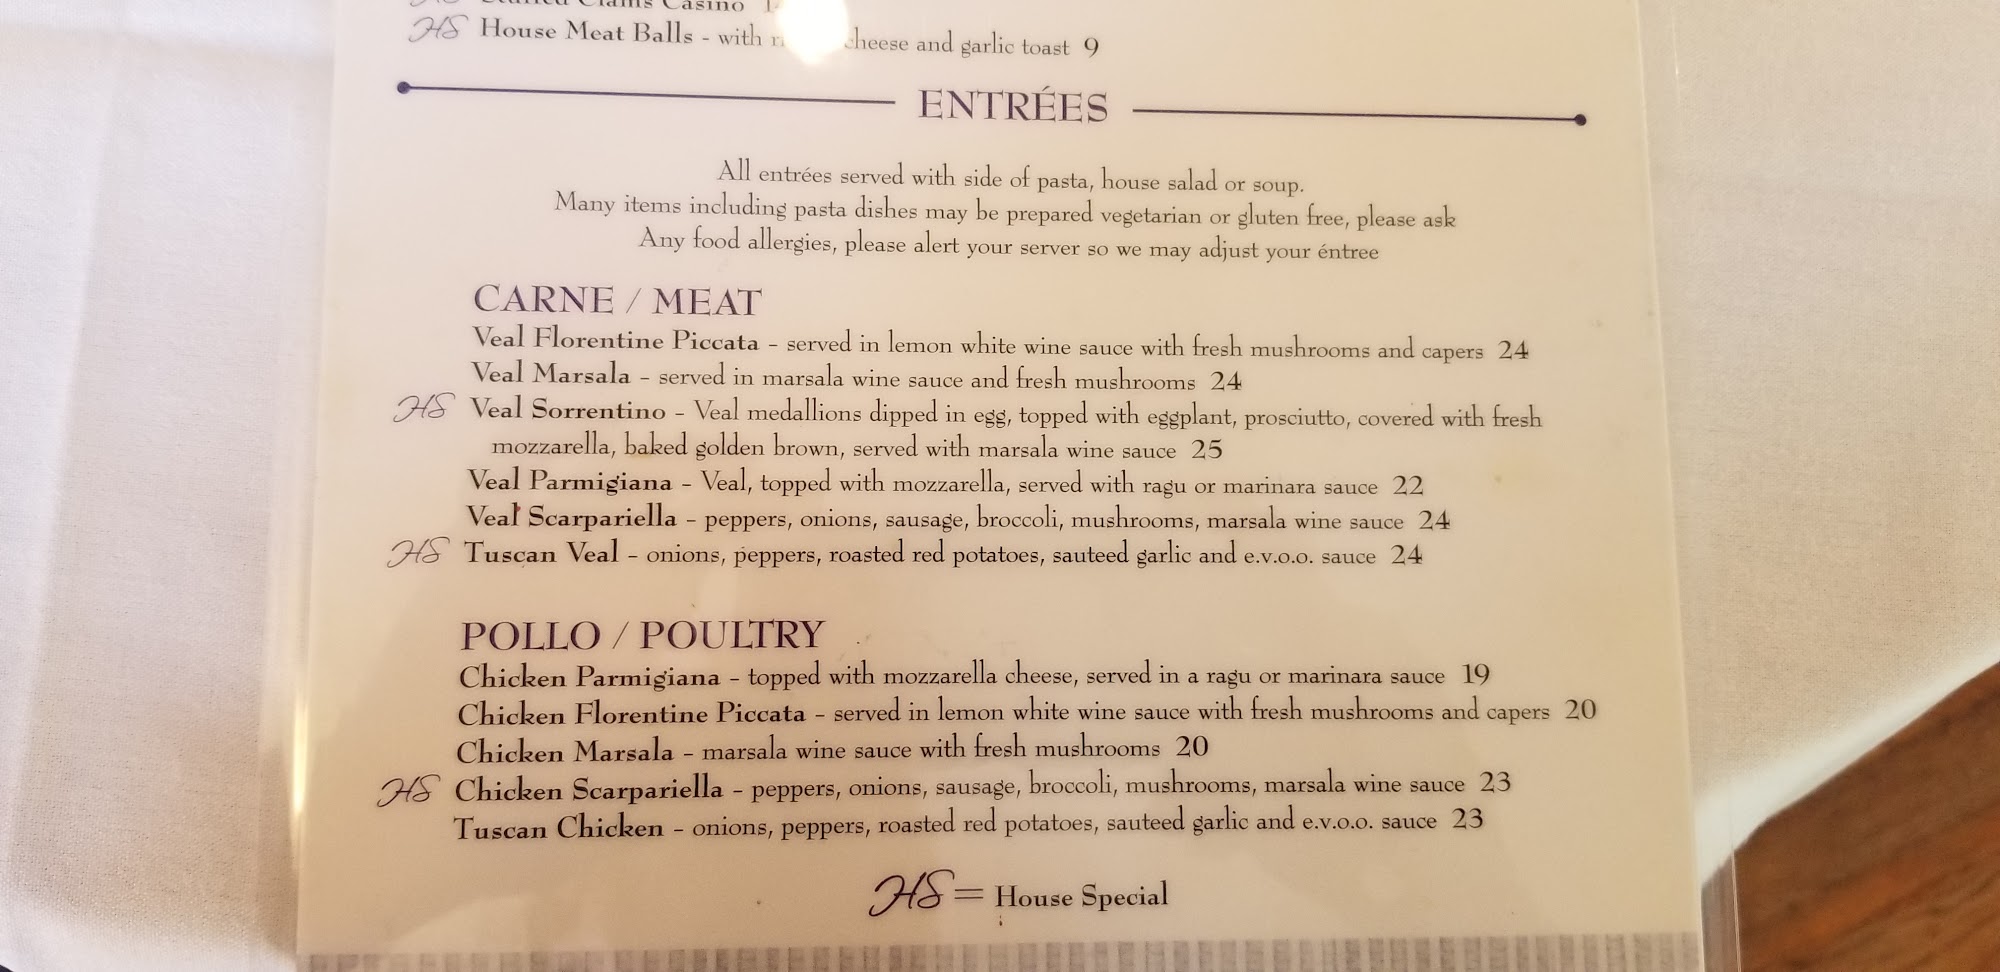 HS Stuffed Clams Casino
HS House Meat Balls - with cheese and garlic toast 9
ENTRÉES
All entrées served with side of pasta, house salad or soup.
Many items including pasta dishes may be prepared vegetarian or gluten free, please ask
Any food allergies, please alert your server so we may adjust your éntree
CARNE / MEAT
Veal Florentine Piccata - served in lemon white wine sauce with fresh mushrooms and capers 24
Veal Marsala - served in marsala wine sauce and fresh mushrooms 24
HS Veal Sorrentino - Veal medallions dipped in egg, topped with eggplant, prosciutto, covered with fresh
mozzarella, baked golden brown, served with marsala wine sauce 25
Veal Parmigiana - Veal, topped with mozzarella, served with ragu or marinara sauce 22
Veal Scarpariella - peppers, onions, sausage, broccoli, mushrooms, marsala wine sauce 24
HS Tuscan Veal - onions, peppers, roasted red potatoes, sauteed garlic and e.v.o.o. sauce 24
POLLO / POULTRY
Chicken Parmigiana - topped with mozzarella cheese, served in a ragu or marinara sauce 19
Chicken Florentine Piccata - served in lemon white wine sauce with fresh mushrooms and capers 20
Chicken Marsala - marsala wine sauce with fresh mushrooms 20
HS Chicken Scarpariella - peppers, onions, sausage, broccoli, mushrooms, marsala wine sauce 23
Tuscan Chicken - onions, peppers, roasted red potatoes, sauteed garlic and e.v.o.o. sauce 23
HS = House Special